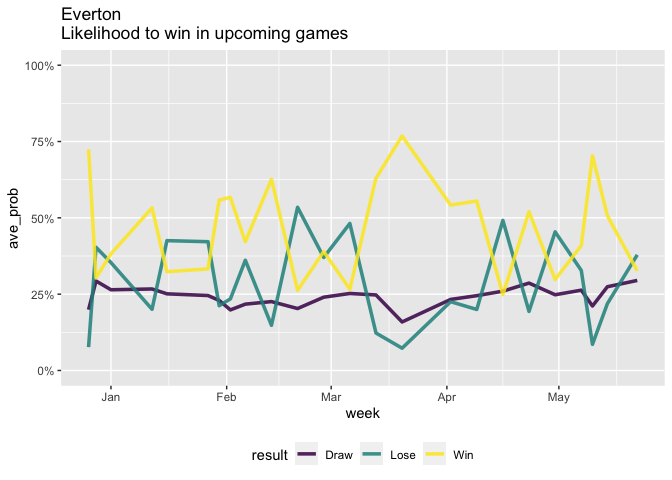 Everton
Likelihood to win in upcoming games
100%
75%
50%
25%
0%
ave_prob
Jan Feb Mar Apr May
week
result Draw Lose Win